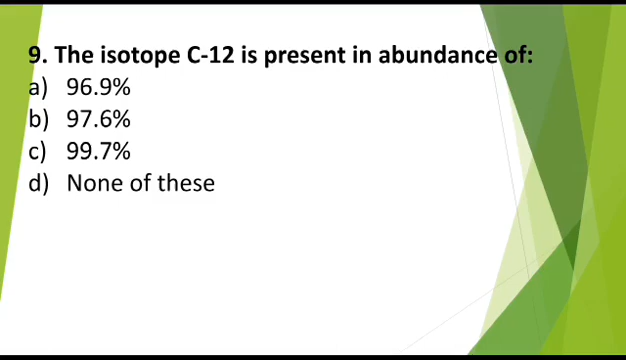 9. The isotope C-12 is present in abundance of:
a) 96.9%
b) 97.6%
c) 99.7%
d) None of these